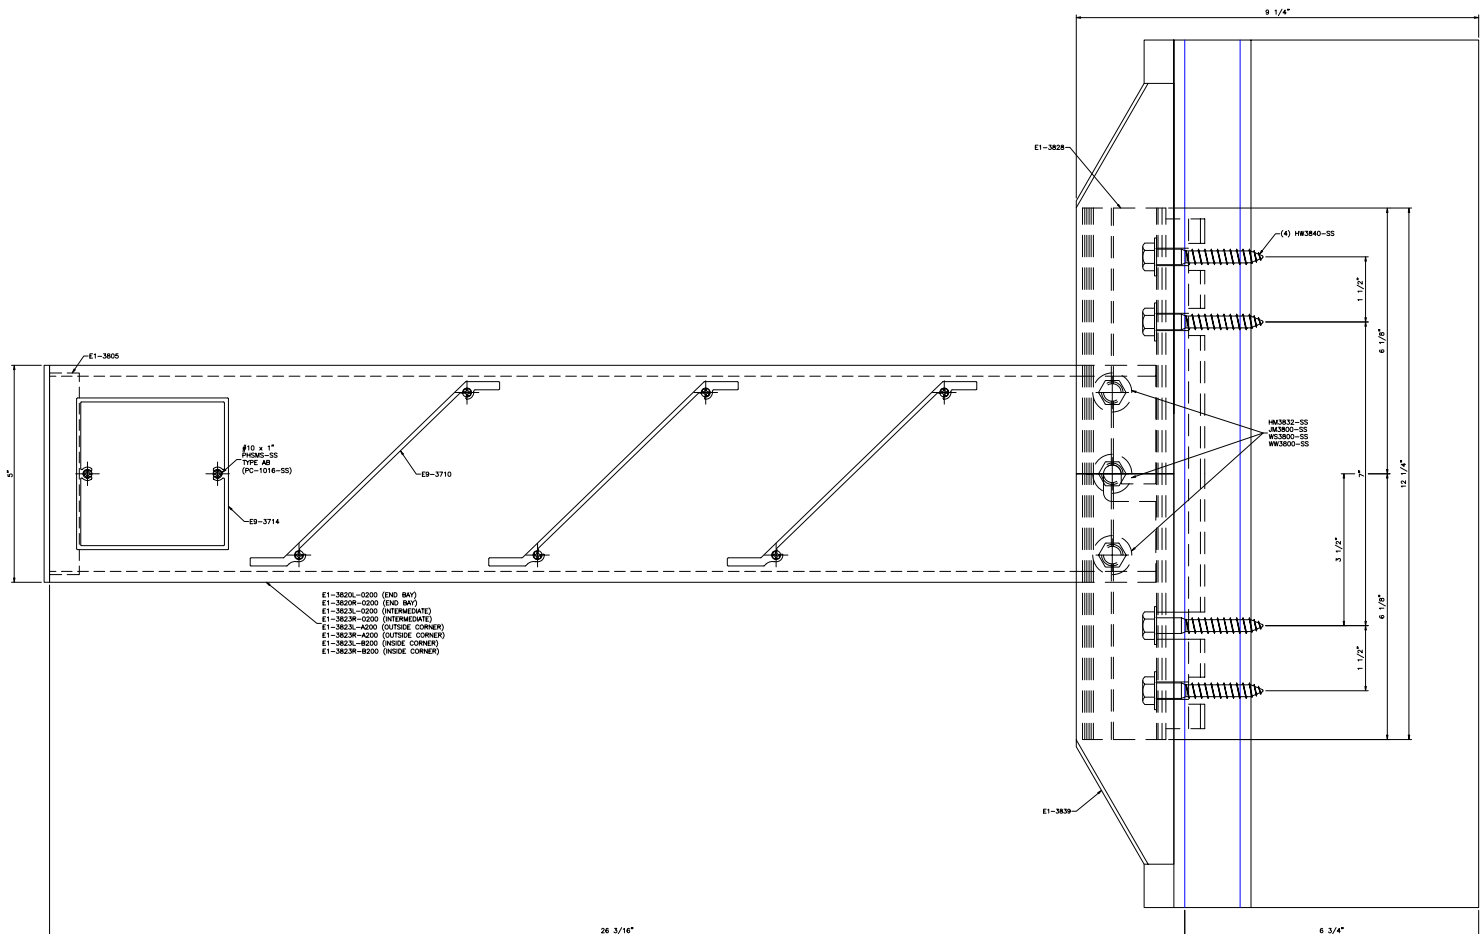 9 1/4"
E1-3828
(4) HW3840-SS
1 1/2"
6 1/8"
E1-3805
HM3832-SS
JM3800-SS
WS3800-SS
WW3800-SS
#10 x 1"
PHSMS-SS
TYPE AB
(PC-1016-SS)
5"
E9-3710
7"
12 1/4"
E9-3714
3 1/2"
E1-3820L-0200 (END BAY)
E1-3820R-0200 (END BAY)
E1-3823L-0200 (INTERMEDIATE)
E1-3823R-0200 (INTERMEDIATE)
E1-3823L-A200 (OUTSIDE CORNER)
E1-3823R-A200 (OUTSIDE CORNER)
E1-3823L-B200 (INSIDE CORNER)
E1-3823R-B200 (INSIDE CORNER)
6 1/8"
1 1/2"
E1-3839
26 3/16"
6 3/4"